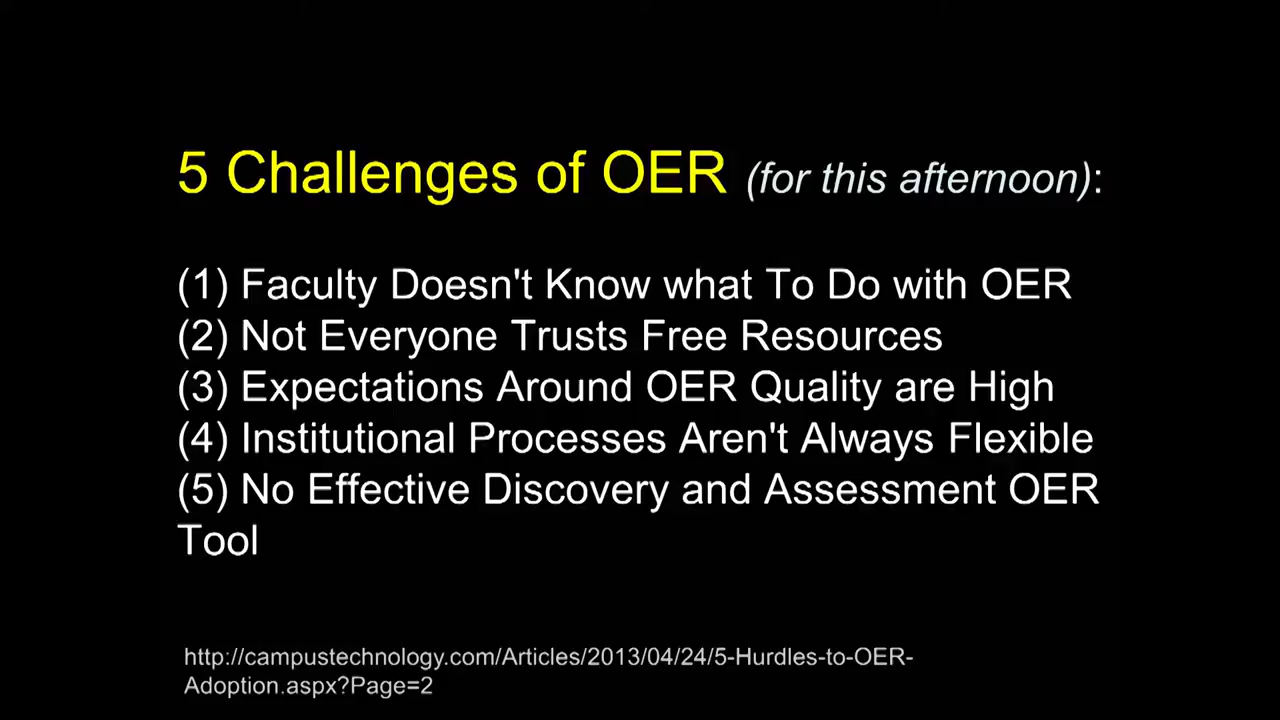 5 Challenges of OER (for this afternoon):
(1) Faculty Doesn't Know what To Do with OER
(2) Not Everyone Trusts Free Resources
(3) Expectations Around OER Quality are High
(4) Institutional Processes Aren't Always Flexible
(5) No Effective Discovery and Assessment OER
Tool
http://campustechnology.com/Articles/2013/04/24/5-Hurdles-to-OER-
Adoption.aspx?Page=2